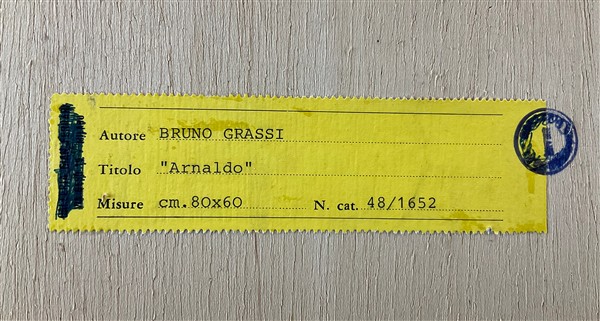 Autore BRUNO GRASSI
Titolo "Arnaldo"
Misure cm.80x60 N. cat. 48/1652